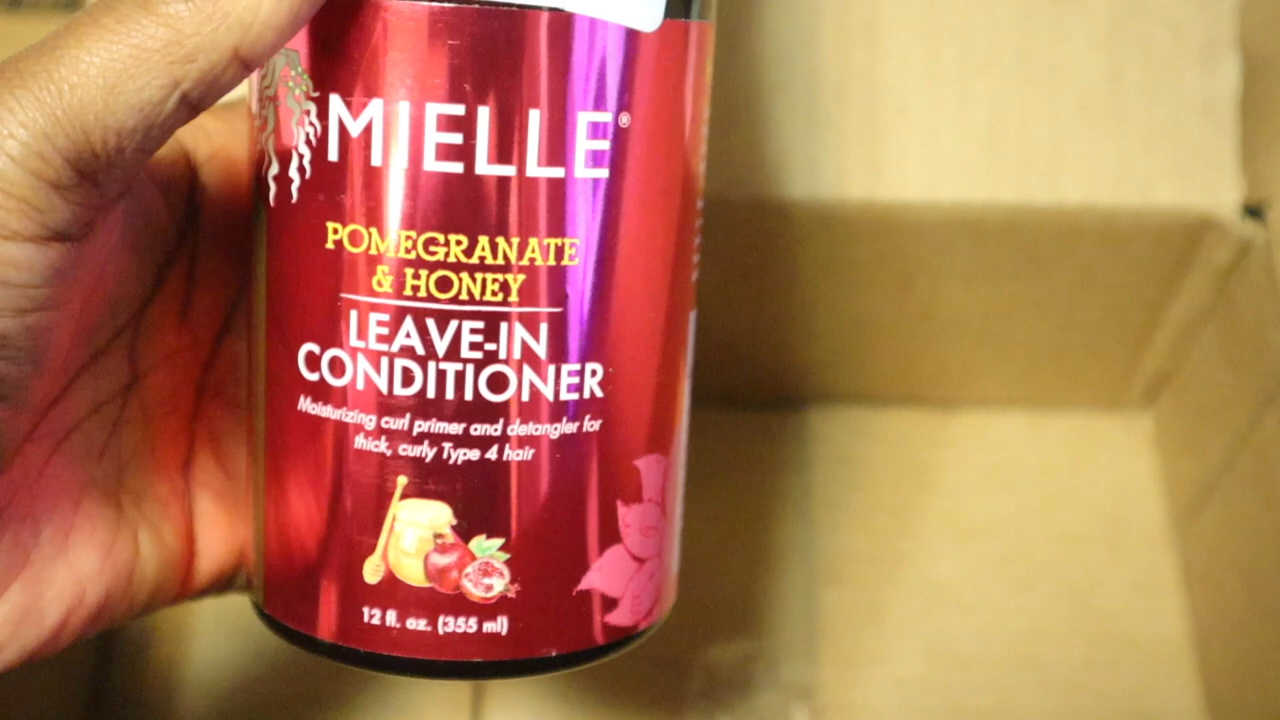 MIELLE®
POMEGRANATE
& HONEY
LEAVE-IN
CONDITIONER
Moisturizing curl primer and detangler for
thick, curly Type 4 hair
12 fl. oz. (355 ml)